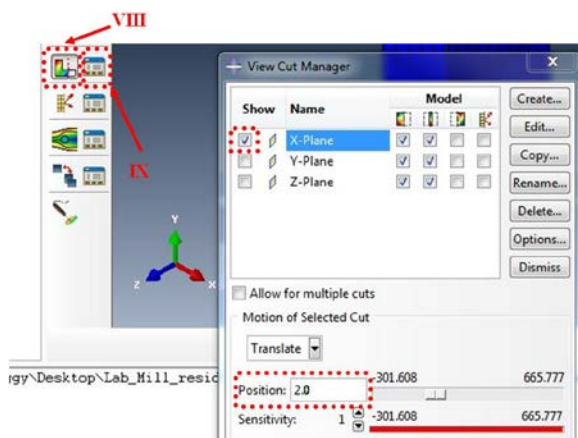 VIII
View Cut Manager
X
Show Name Model
X-Plane
Y-Plane
Z-Plane
Create...
Edit...
Copy...
Rename...
Delete...
Options...
Dismiss
IX
Y
Z X
Allow for multiple cuts
Motion of Selected Cut
Translate
ggy\Desktop\Lab_Mill_resid
Position: 2.0 -301.608 665.777
Sensitivity: 1 -301.608 665.777